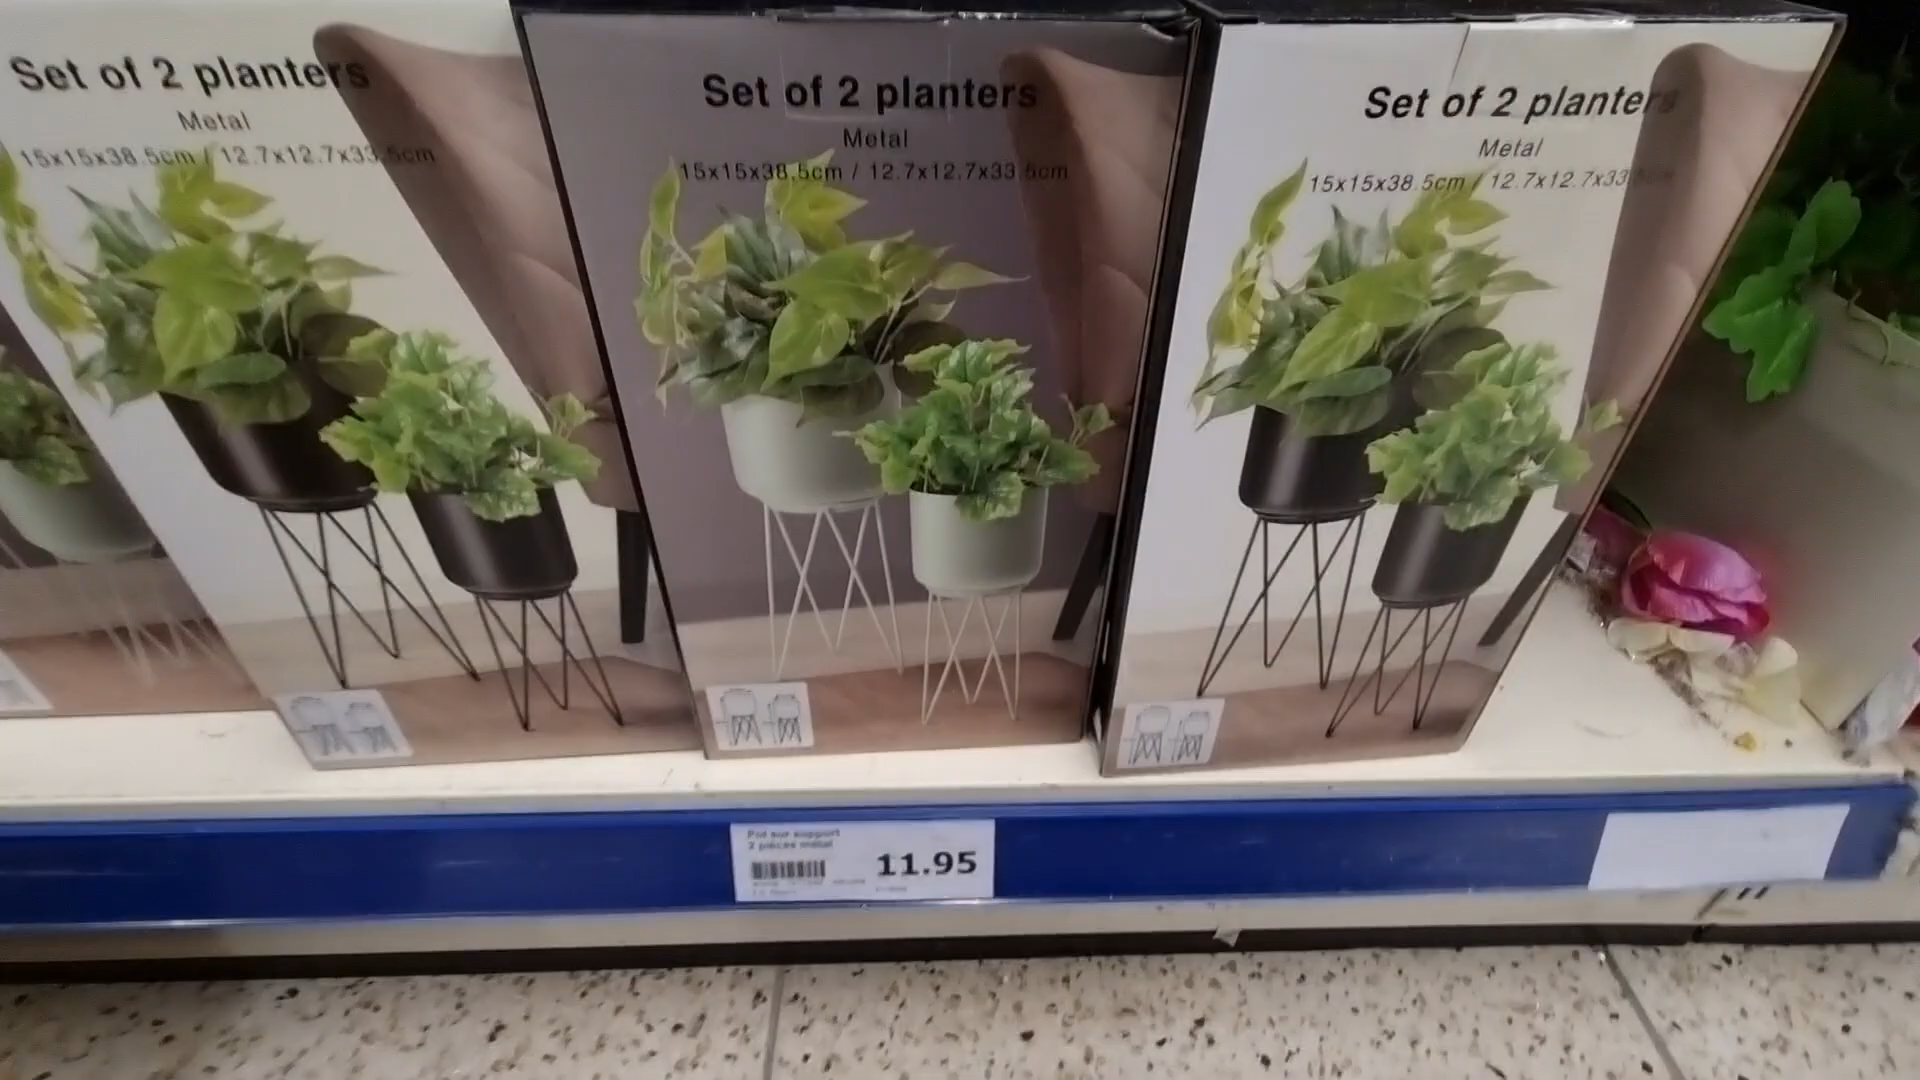 Set of 2 planters
Metal
15x15x38.5cm / 12.7x12.7x33.5cm
Set of 2 planters
Metal
15x15x38.5cm / 12.7x12.7x33.5cm
Set of 2 planters
Metal
15x15x38.5cm / 12.7x12.7x33.5cm
Pot sur support
2 pièces métal
11.95